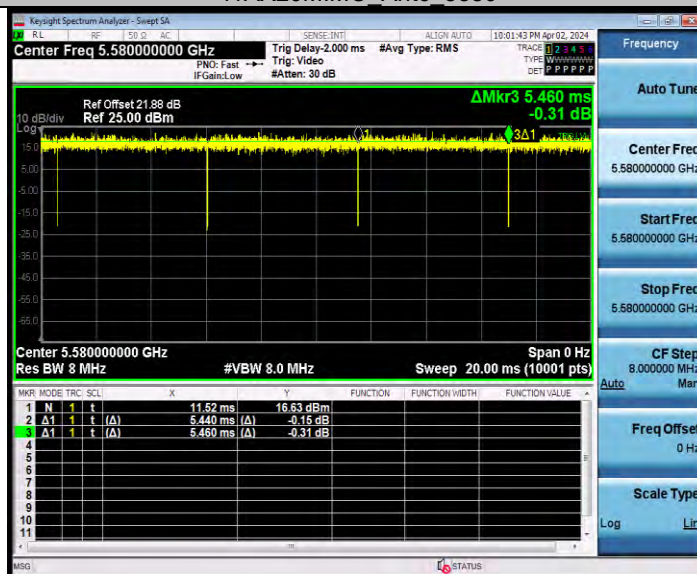 Keysight Spectrum Analyzer - Swept SA
RL RF 50 Ω AC SENSE:INT ALIGN AUTO 10:01:43 PM Apr 02, 2024
Center Freq 5.580000000 GHz
PNO: Fast
IFGain:Low
Trig Delay-2.000 ms
Trig: Video
#Atten: 30 dB
#Avg Type: RMS
TRACE 1 2 3 4 5 6
TYPE WWWWWW
DET P P P P P P
Ref Offset 21.88 dB
10 dB/div Ref 25.00 dBm
Log
ΔMkr3 5.460 ms
-0.31 dB
1
3Δ1
15.0
5.00
-5.00
-15.0
-25.0
-35.0
-45.0
-55.0
-65.0
Center 5.580000000 GHz Span 0 Hz
Res BW 8 MHz #VBW 8.0 MHz Sweep 20.00 ms (10001 pts)
MKR MODE TRC SCL X Y FUNCTION FUNCTION WIDTH FUNCTION VALUE
1 N 1 t 11.52 ms 16.63 dBm
2 Δ1 1 t (Δ) 5.440 ms (Δ) -0.15 dB
3 Δ1 1 t (Δ) 5.460 ms (Δ) -0.31 dB
4
5
6
7
8
9
10
11
MSG STATUS
Frequency
Auto Tune
Center Freq
5.580000000 GHz
Start Freq
5.580000000 GHz
Stop Freq
5.580000000 GHz
CF Step
8.000000 MHz
Auto Man
Freq Offset
0 Hz
Scale Type
Log Lin